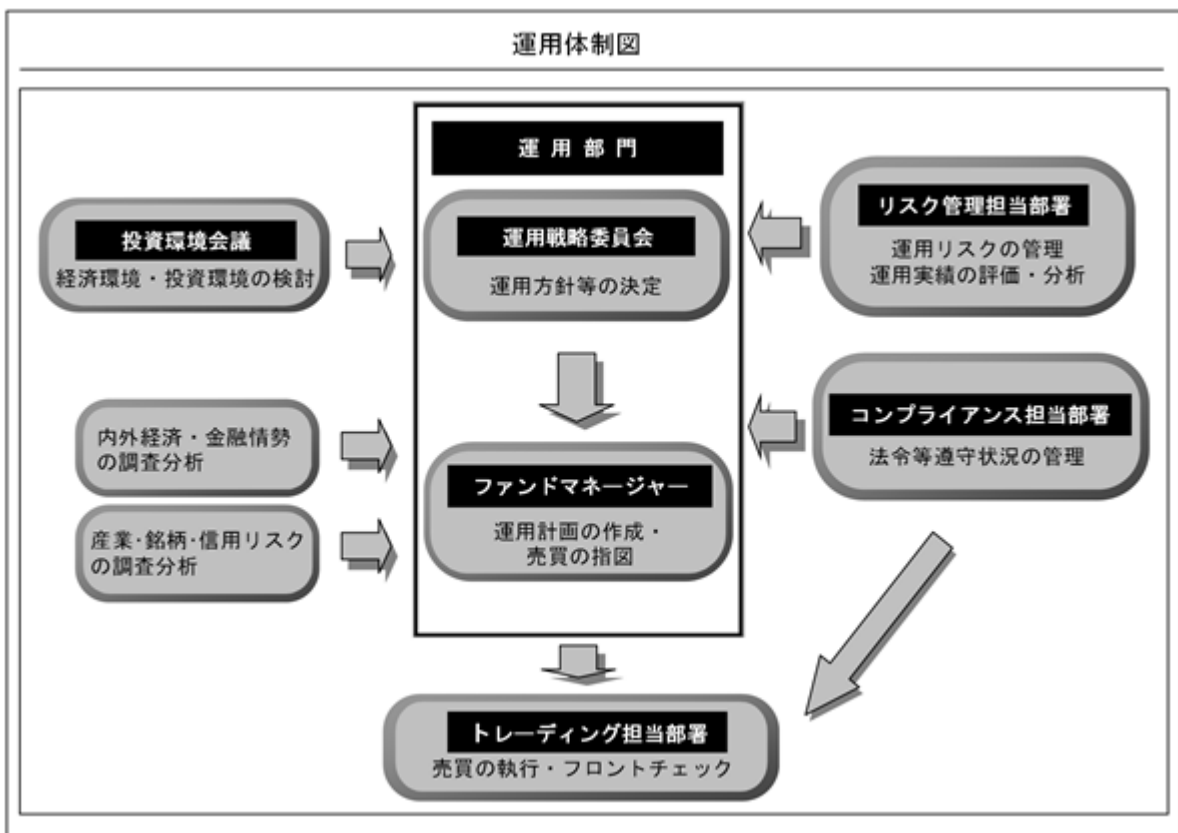 運用体制図
運用部門
投資環境会議
経済環境・投資環境の検討
運用戦略委員会
運用方針等の決定
リスク管理担当部署
運用リスクの管理
運用実績の評価・分析
内外経済・金融情勢
の調査分析
産業・銘柄・信用リスク
の調査分析
ファンドマネージャー
運用計画の作成・
売買の指図
コンプライアンス担当部署
法令等遵守状況の管理
トレーディング担当部署
売買の執行・フロントチェック